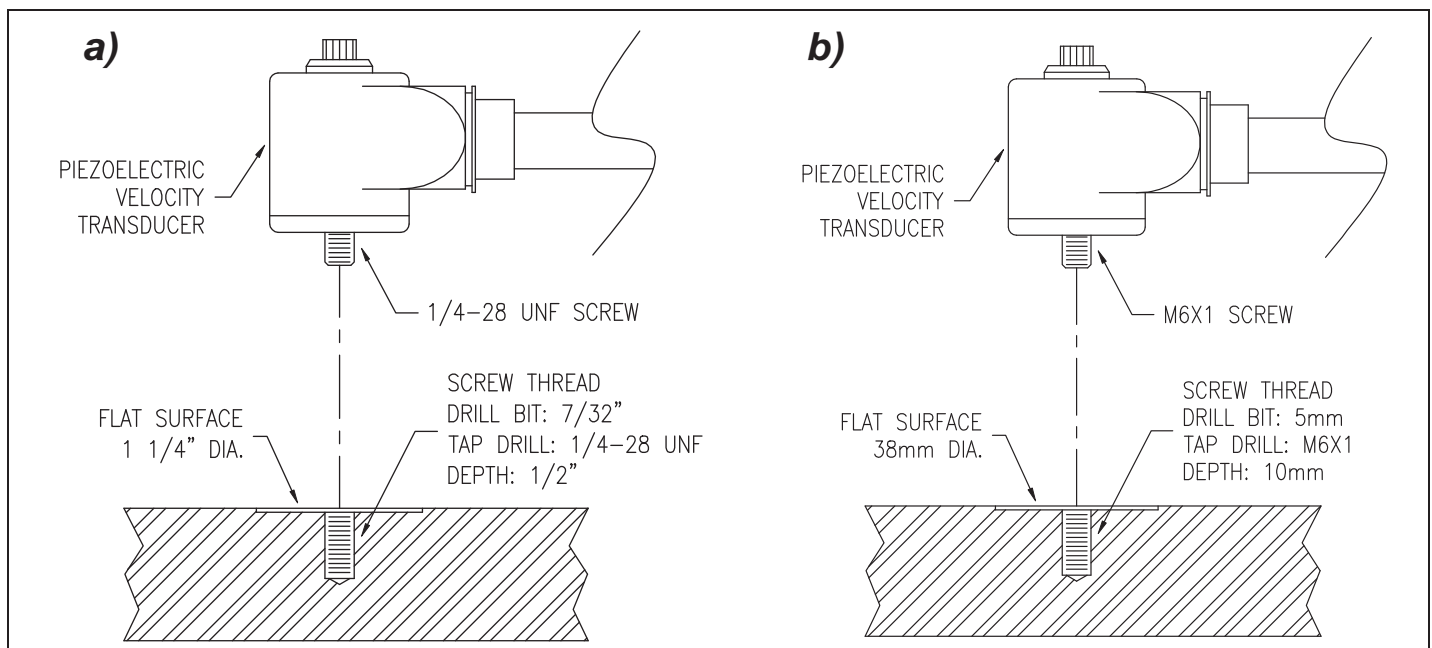 a)
PIEZOELECTRIC
VELOCITY
TRANSDUCER
1/4-28 UNF SCREW
SCREW THREAD
DRILL BIT: 7/32"
TAP DRILL: 1/4-28 UNF
DEPTH: 1/2"
FLAT SURFACE
1 1/4" DIA.
b)
PIEZOELECTRIC
VELOCITY
TRANSDUCER
M6X1 SCREW
SCREW THREAD
DRILL BIT: 5mm
TAP DRILL: M6X1
DEPTH: 10mm
FLAT SURFACE
38mm DIA.